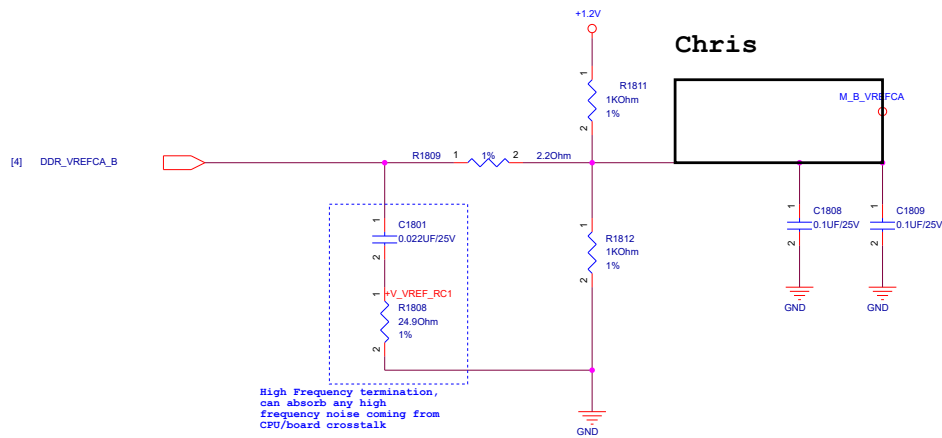 +1.2V
Chris
1
R1811
1KOhm
1%
2
M_B_VREFCA
[4] DDR_VREFCA_B
R1809 1 1% 2 2.2Ohm
1
C1801
0.022UF/25V
2
1
R1812
1KOhm
1%
2
1
C1808
0.1UF/25V
2
1
C1809
0.1UF/25V
2
1
+V_VREF_RC1
R1808
24.9Ohm
1%
2
GND
GND
High Frequency termination,
can absorb any high
frequency noise coming from
CPU/board crosstalk
GND